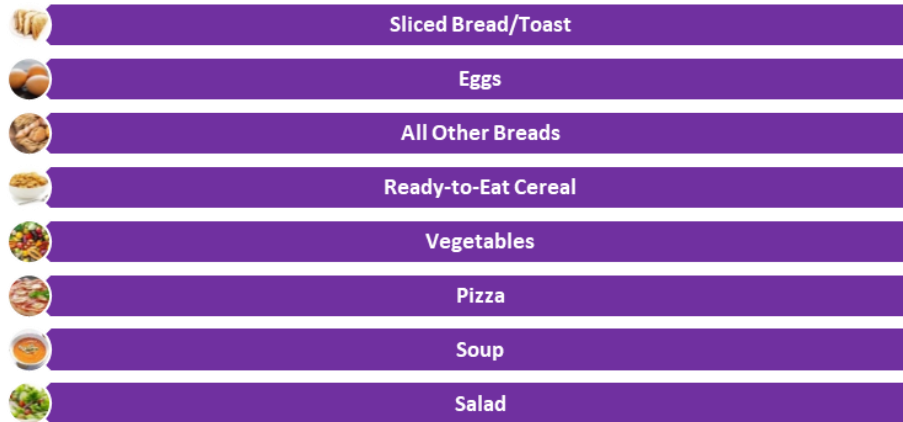 Sliced Bread/Toast
Eggs
All Other Breads
Ready-to-Eat Cereal
Vegetables
Pizza
Soup
Salad